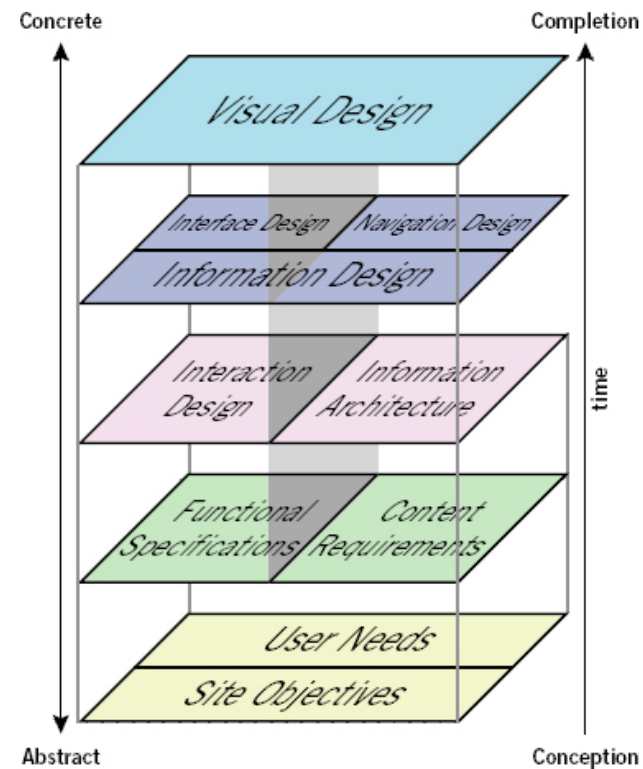 Concrete
Completion
Visual Design
Interface Design
Navigation Design
Information Design
Interaction
Design
Information
Architecture
time
Functional
Specifications
Content
Requirements
User Needs
Site Objectives
Abstract
Conception